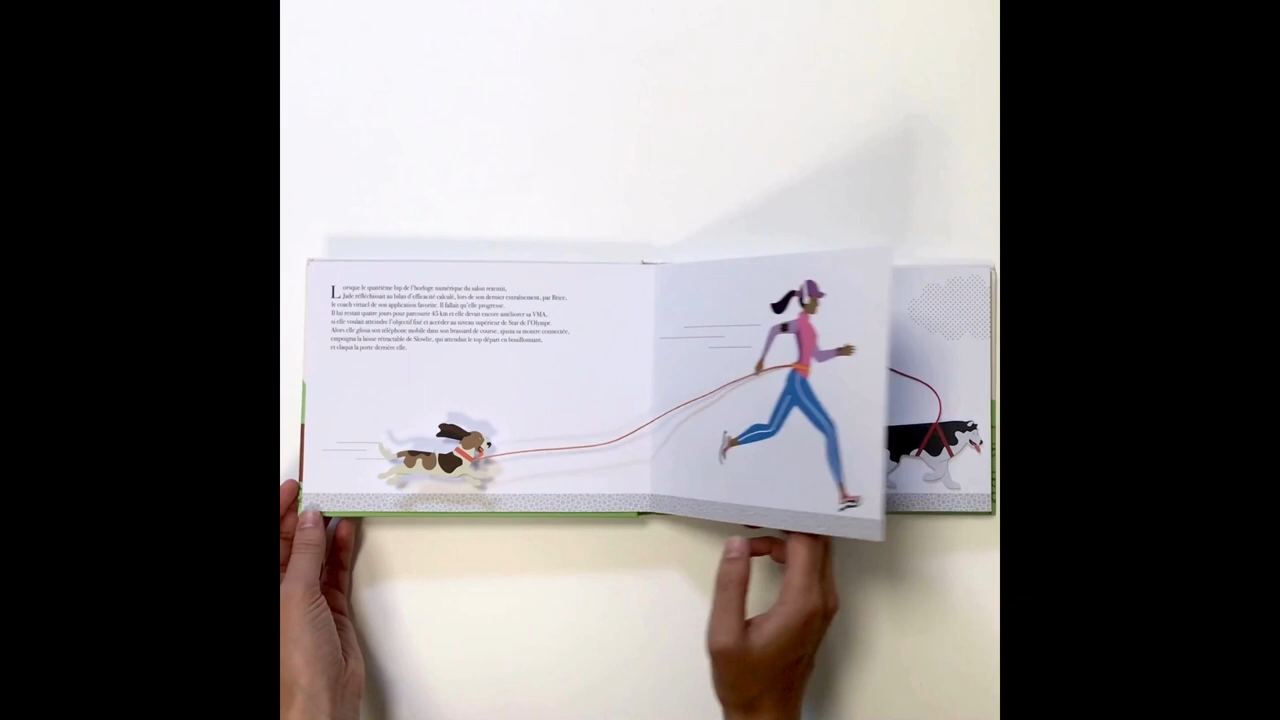 Lorsque le quatrième bip de l'horloge numérique du salon retentit,
Jade réfléchissait au bilan d'efficacité calculé, lors de son dernier entraînement, par Brice,
le coach virtuel de son application favorite. Il fallait qu'elle progresse.
Il lui restait quatre jours pour parcourir 45 km et elle devait encore améliorer sa VMA,
si elle voulait atteindre l'objectif fixé et accéder au niveau supérieur de Star de l'Olympe.
Alors elle glissa son téléphone mobile dans son brassard de course, ajusta sa montre connectée,
empoigna la laisse rétractable de Slowlie, qui attendait le top départ en bouillonnant,
et claqua la porte derrière elle.